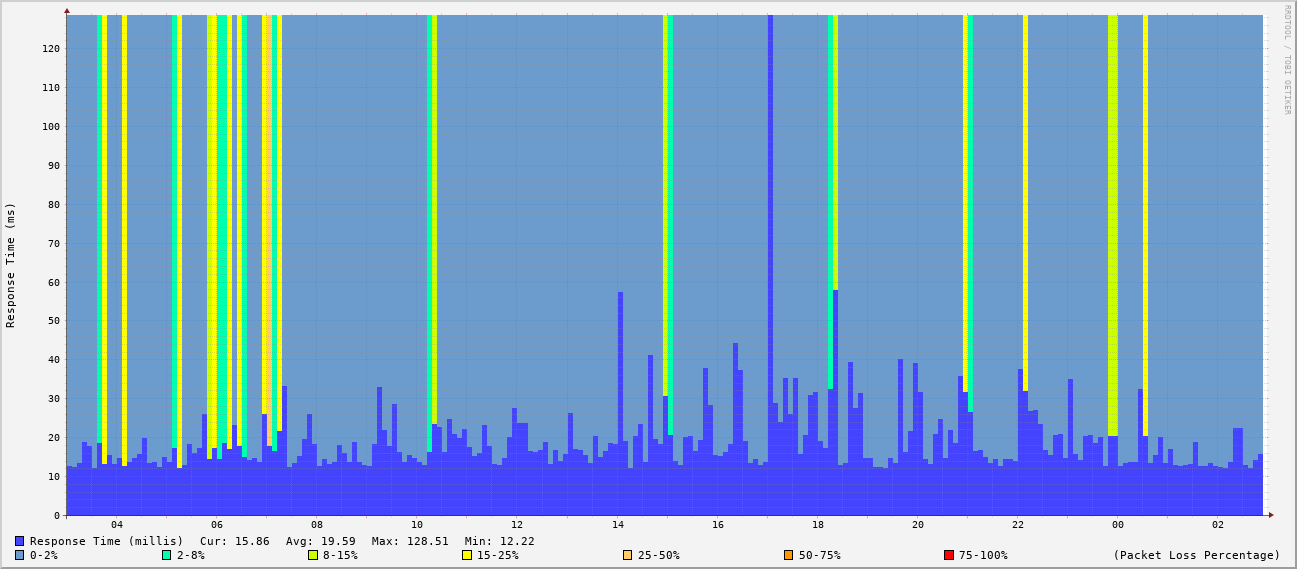 RRDTOOL / TOBI OETIKER
Response Time (ms)
120
110
100
90
80
70
60
50
40
30
20
10
0
04 06 08 10 12 14 16 18 20 22 00 02
Response Time (millis) Cur: 15.86 Avg: 19.59 Max: 128.51 Min: 12.22
0-2% 2-8% 8-15% 15-25% 25-50% 50-75% 75-100% (Packet Loss Percentage)